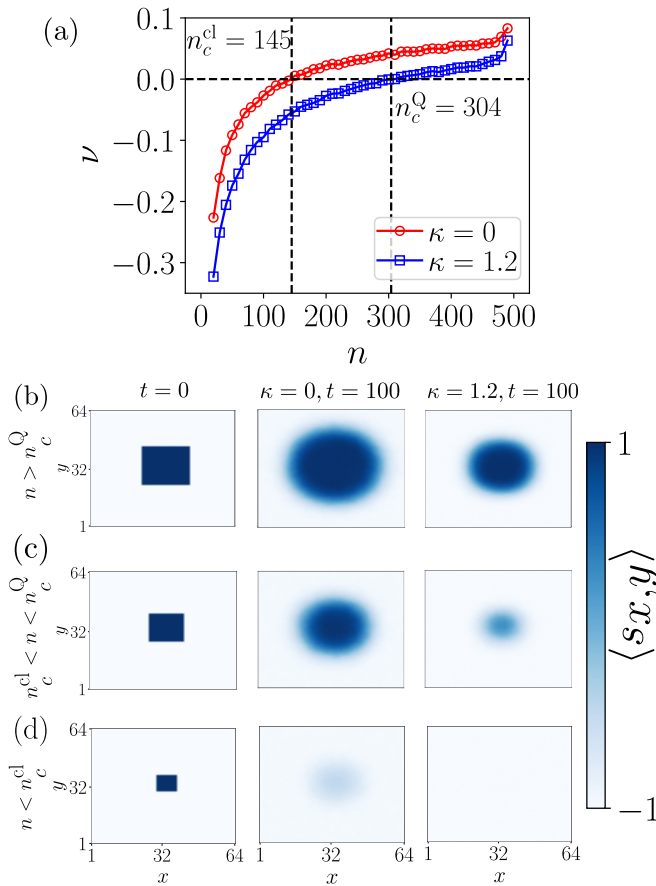 (a)
n_c^cl = 145
n_c^Q = 304
0.1
0.0
−0.1
−0.2
−0.3
ν
κ = 0
κ = 1.2
0 100 200 300 400 500
n
(b) t = 0 κ = 0, t = 100 κ = 1.2, t = 100
n > n_c^Q
64
y 32
1
(c)
n_c^cl < n < n_c^Q
64
y 32
1
(d)
n < n_c^cl
64
y 32
1
1 32 64 1 32 64 1 32 64
x x x
1
⟨s_{x,y}⟩
−1